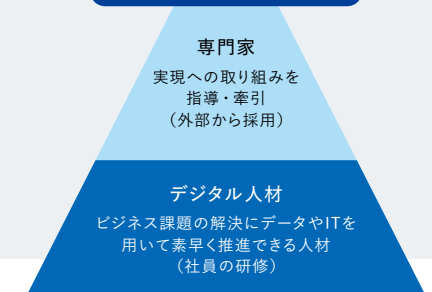 専門家
実現への取り組みを
指導・牽引
（外部から採用）
デジタル人材
ビジネス課題の解決にデータやITを
用いて素早く推進できる人材
（社員の研修）